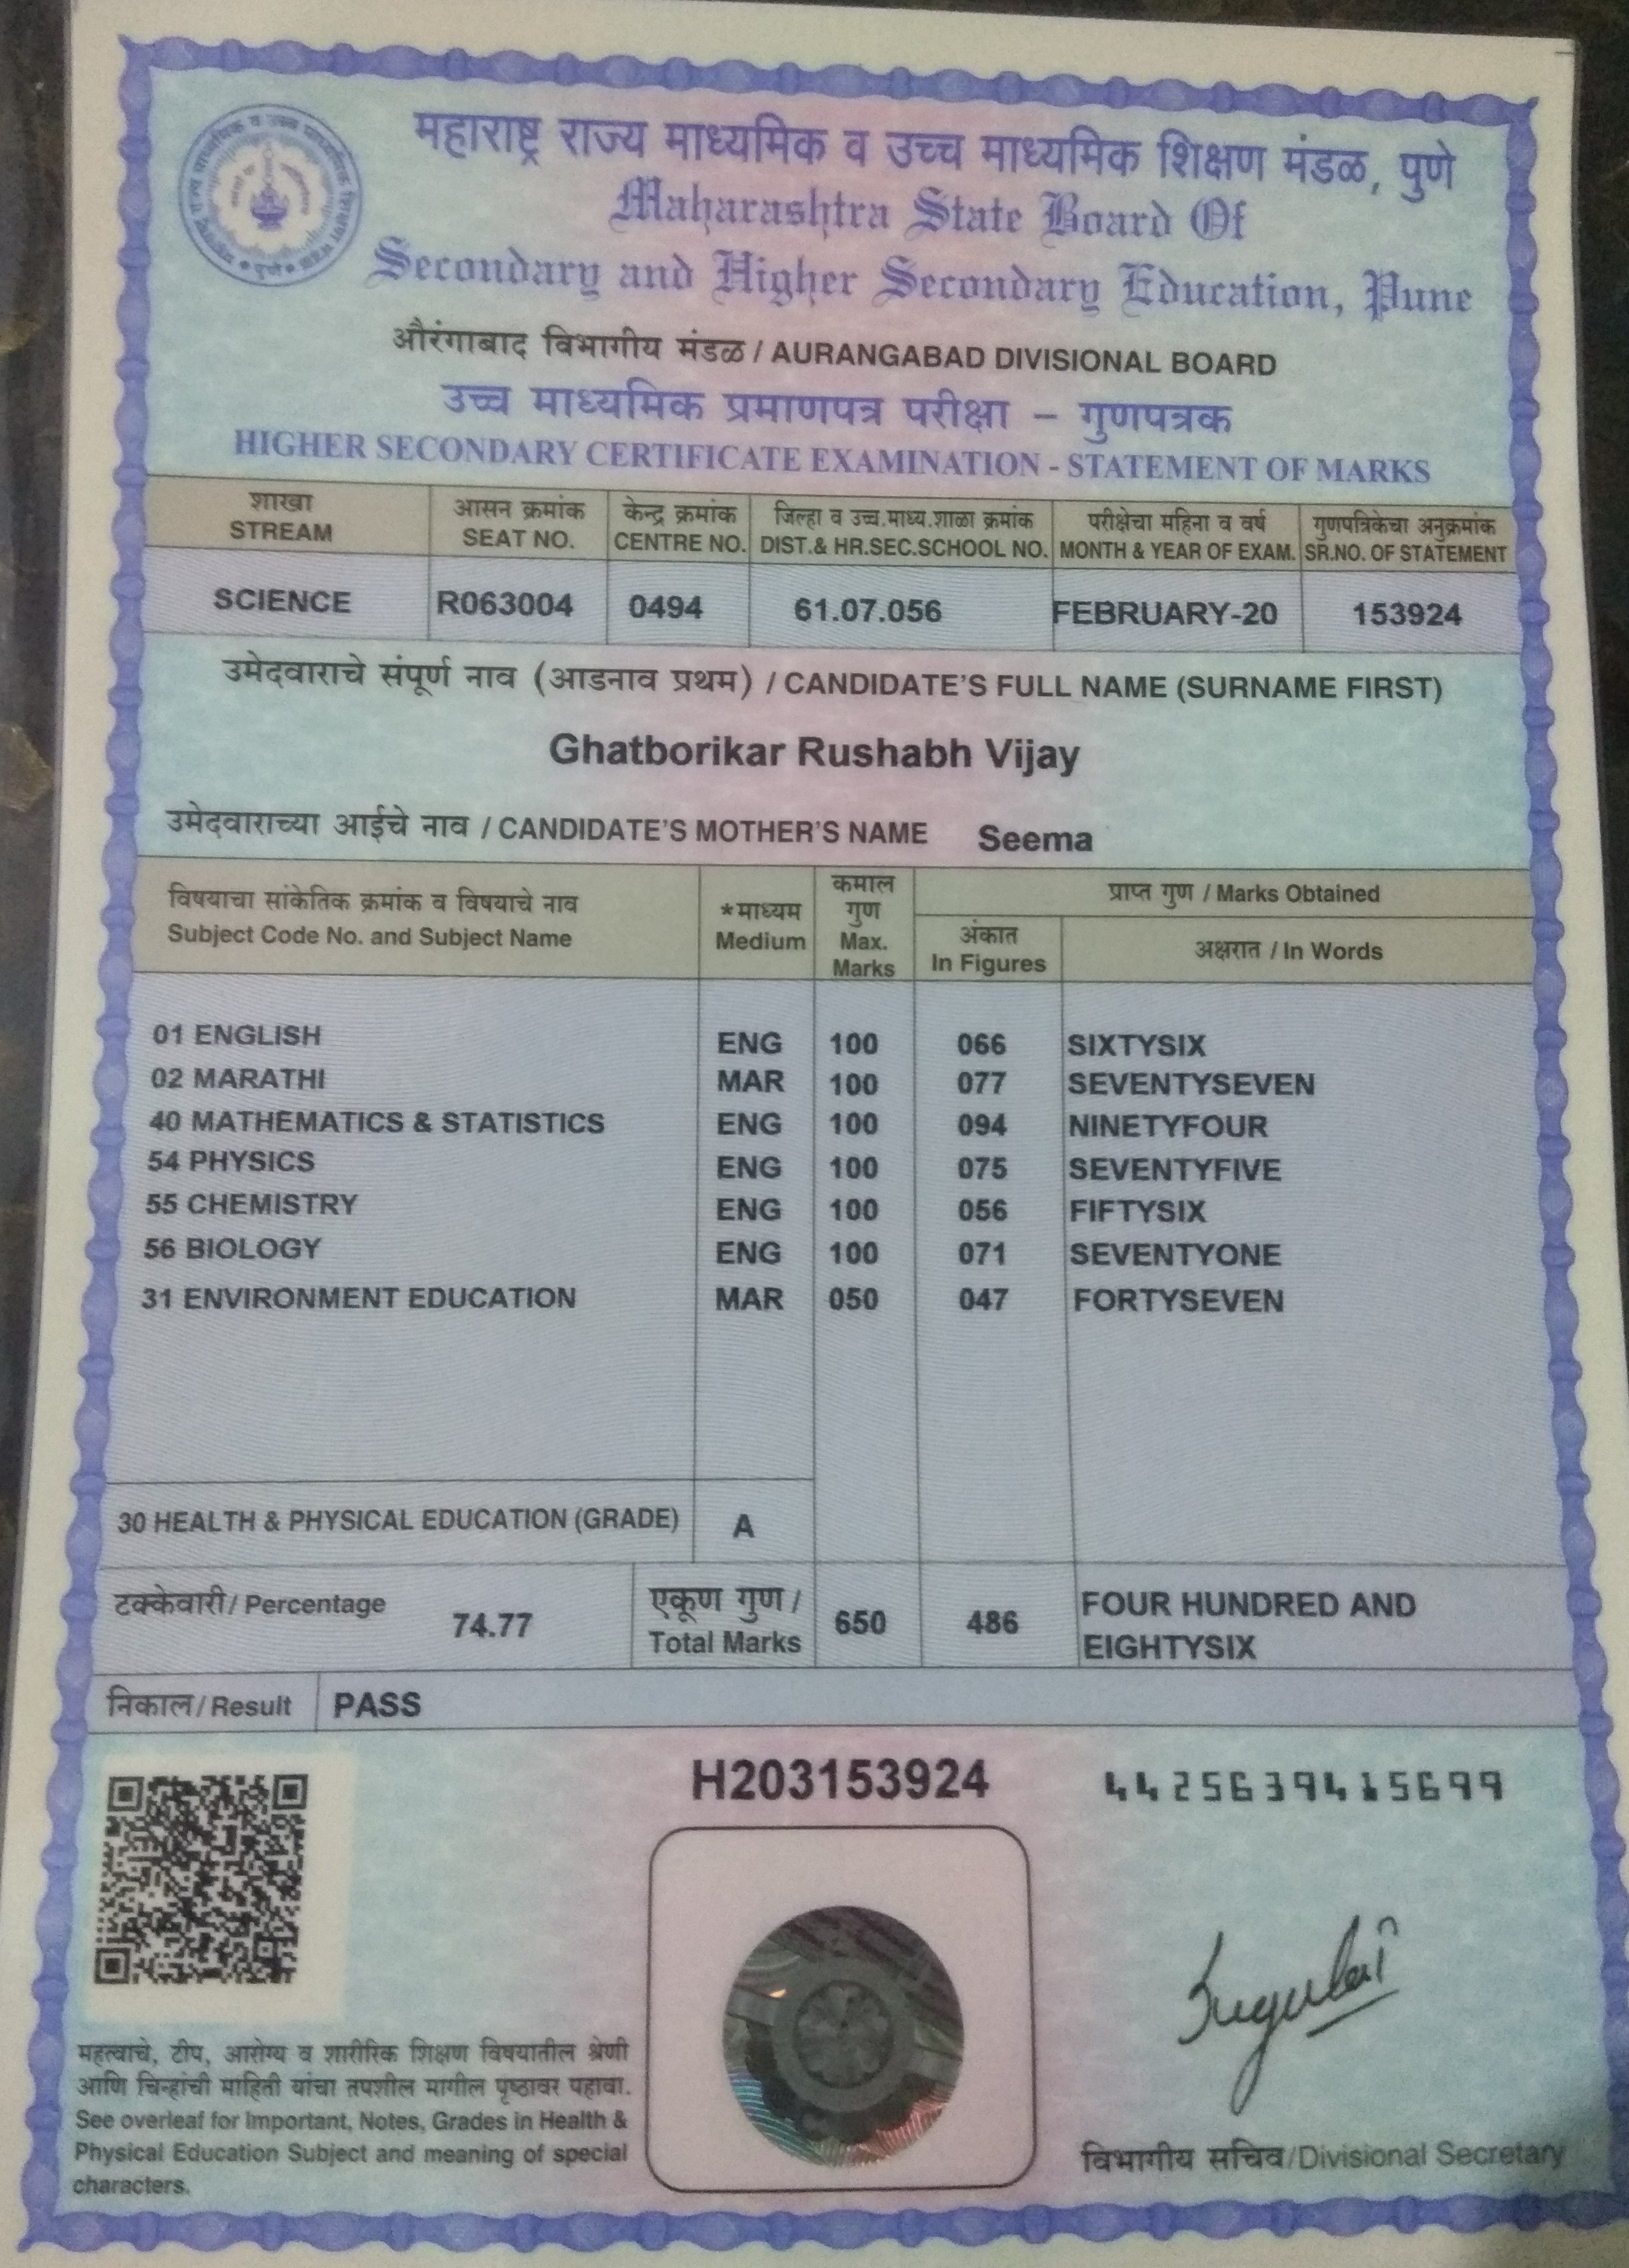 महाराष्ट्र राज्य माध्यमिक व उच्च माध्यमिक शिक्षण मंडळ, पुणे
Maharashtra State Board Of
Secondary and Higher Secondary Education, Pune
औरंगाबाद विभागीय मंडळ / AURANGABAD DIVISIONAL BOARD
उच्च माध्यमिक प्रमाणपत्र परीक्षा – गुणपत्रक
HIGHER SECONDARY CERTIFICATE EXAMINATION - STATEMENT OF MARKS
शाखा आसन क्रमांक केन्द्र क्रमांक जिल्हा व उच्च.माध्य.शाळा क्रमांक परीक्षेचा महिना व वर्ष गुणपत्रिकेचा अनुक्रमांक
STREAM SEAT NO. CENTRE NO. DIST.& HR.SEC.SCHOOL NO. MONTH & YEAR OF EXAM. SR.NO. OF STATEMENT
SCIENCE R063004 0494 61.07.056 FEBRUARY-20 153924
उमेदवाराचे संपूर्ण नाव (आडनाव प्रथम) / CANDIDATE'S FULL NAME (SURNAME FIRST)
Ghatborikar Rushabh Vijay
उमेदवाराच्या आईचे नाव / CANDIDATE'S MOTHER'S NAME Seema
विषयाचा सांकेतिक क्रमांक व विषयाचे नाव
Subject Code No. and Subject Name
*माध्यम
Medium
कमाल
गुण
Max.
Marks
प्राप्त गुण / Marks Obtained
अंकात
In Figures
अक्षरात / In Words
01 ENGLISH ENG 100 066 SIXTYSIX
02 MARATHI MAR 100 077 SEVENTYSEVEN
40 MATHEMATICS & STATISTICS ENG 100 094 NINETYFOUR
54 PHYSICS ENG 100 075 SEVENTYFIVE
55 CHEMISTRY ENG 100 056 FIFTYSIX
56 BIOLOGY ENG 100 071 SEVENTYONE
31 ENVIRONMENT EDUCATION MAR 050 047 FORTYSEVEN
30 HEALTH & PHYSICAL EDUCATION (GRADE) A
टक्केवारी / Percentage 74.77
एकूण गुण /
Total Marks
650 486
FOUR HUNDRED AND
EIGHTYSIX
निकाल / Result PASS
H203153924 4425639415699
महत्वाचे, टीप, आरोग्य व शारीरिक शिक्षण विषयातील श्रेणी
आणि चिन्हांची माहिती यांचा तपशील मागील पृष्ठावर पहावा.
See overleaf for Important, Notes, Grades in Health &
Physical Education Subject and meaning of special
characters.
विभागीय सचिव/Divisional Secretary